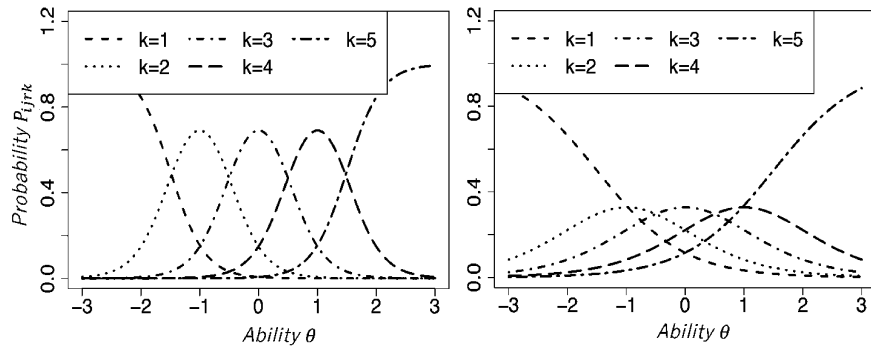 k=1 k=3 k=5
k=2 k=4
Probability P_{ijrk}
0.0 0.4 0.8 1.2
−3 −2 −1 0 1 2 3
Ability θ
k=1 k=3 k=5
k=2 k=4
0.0 0.4 0.8 1.2
−3 −2 −1 0 1 2 3
Ability θ